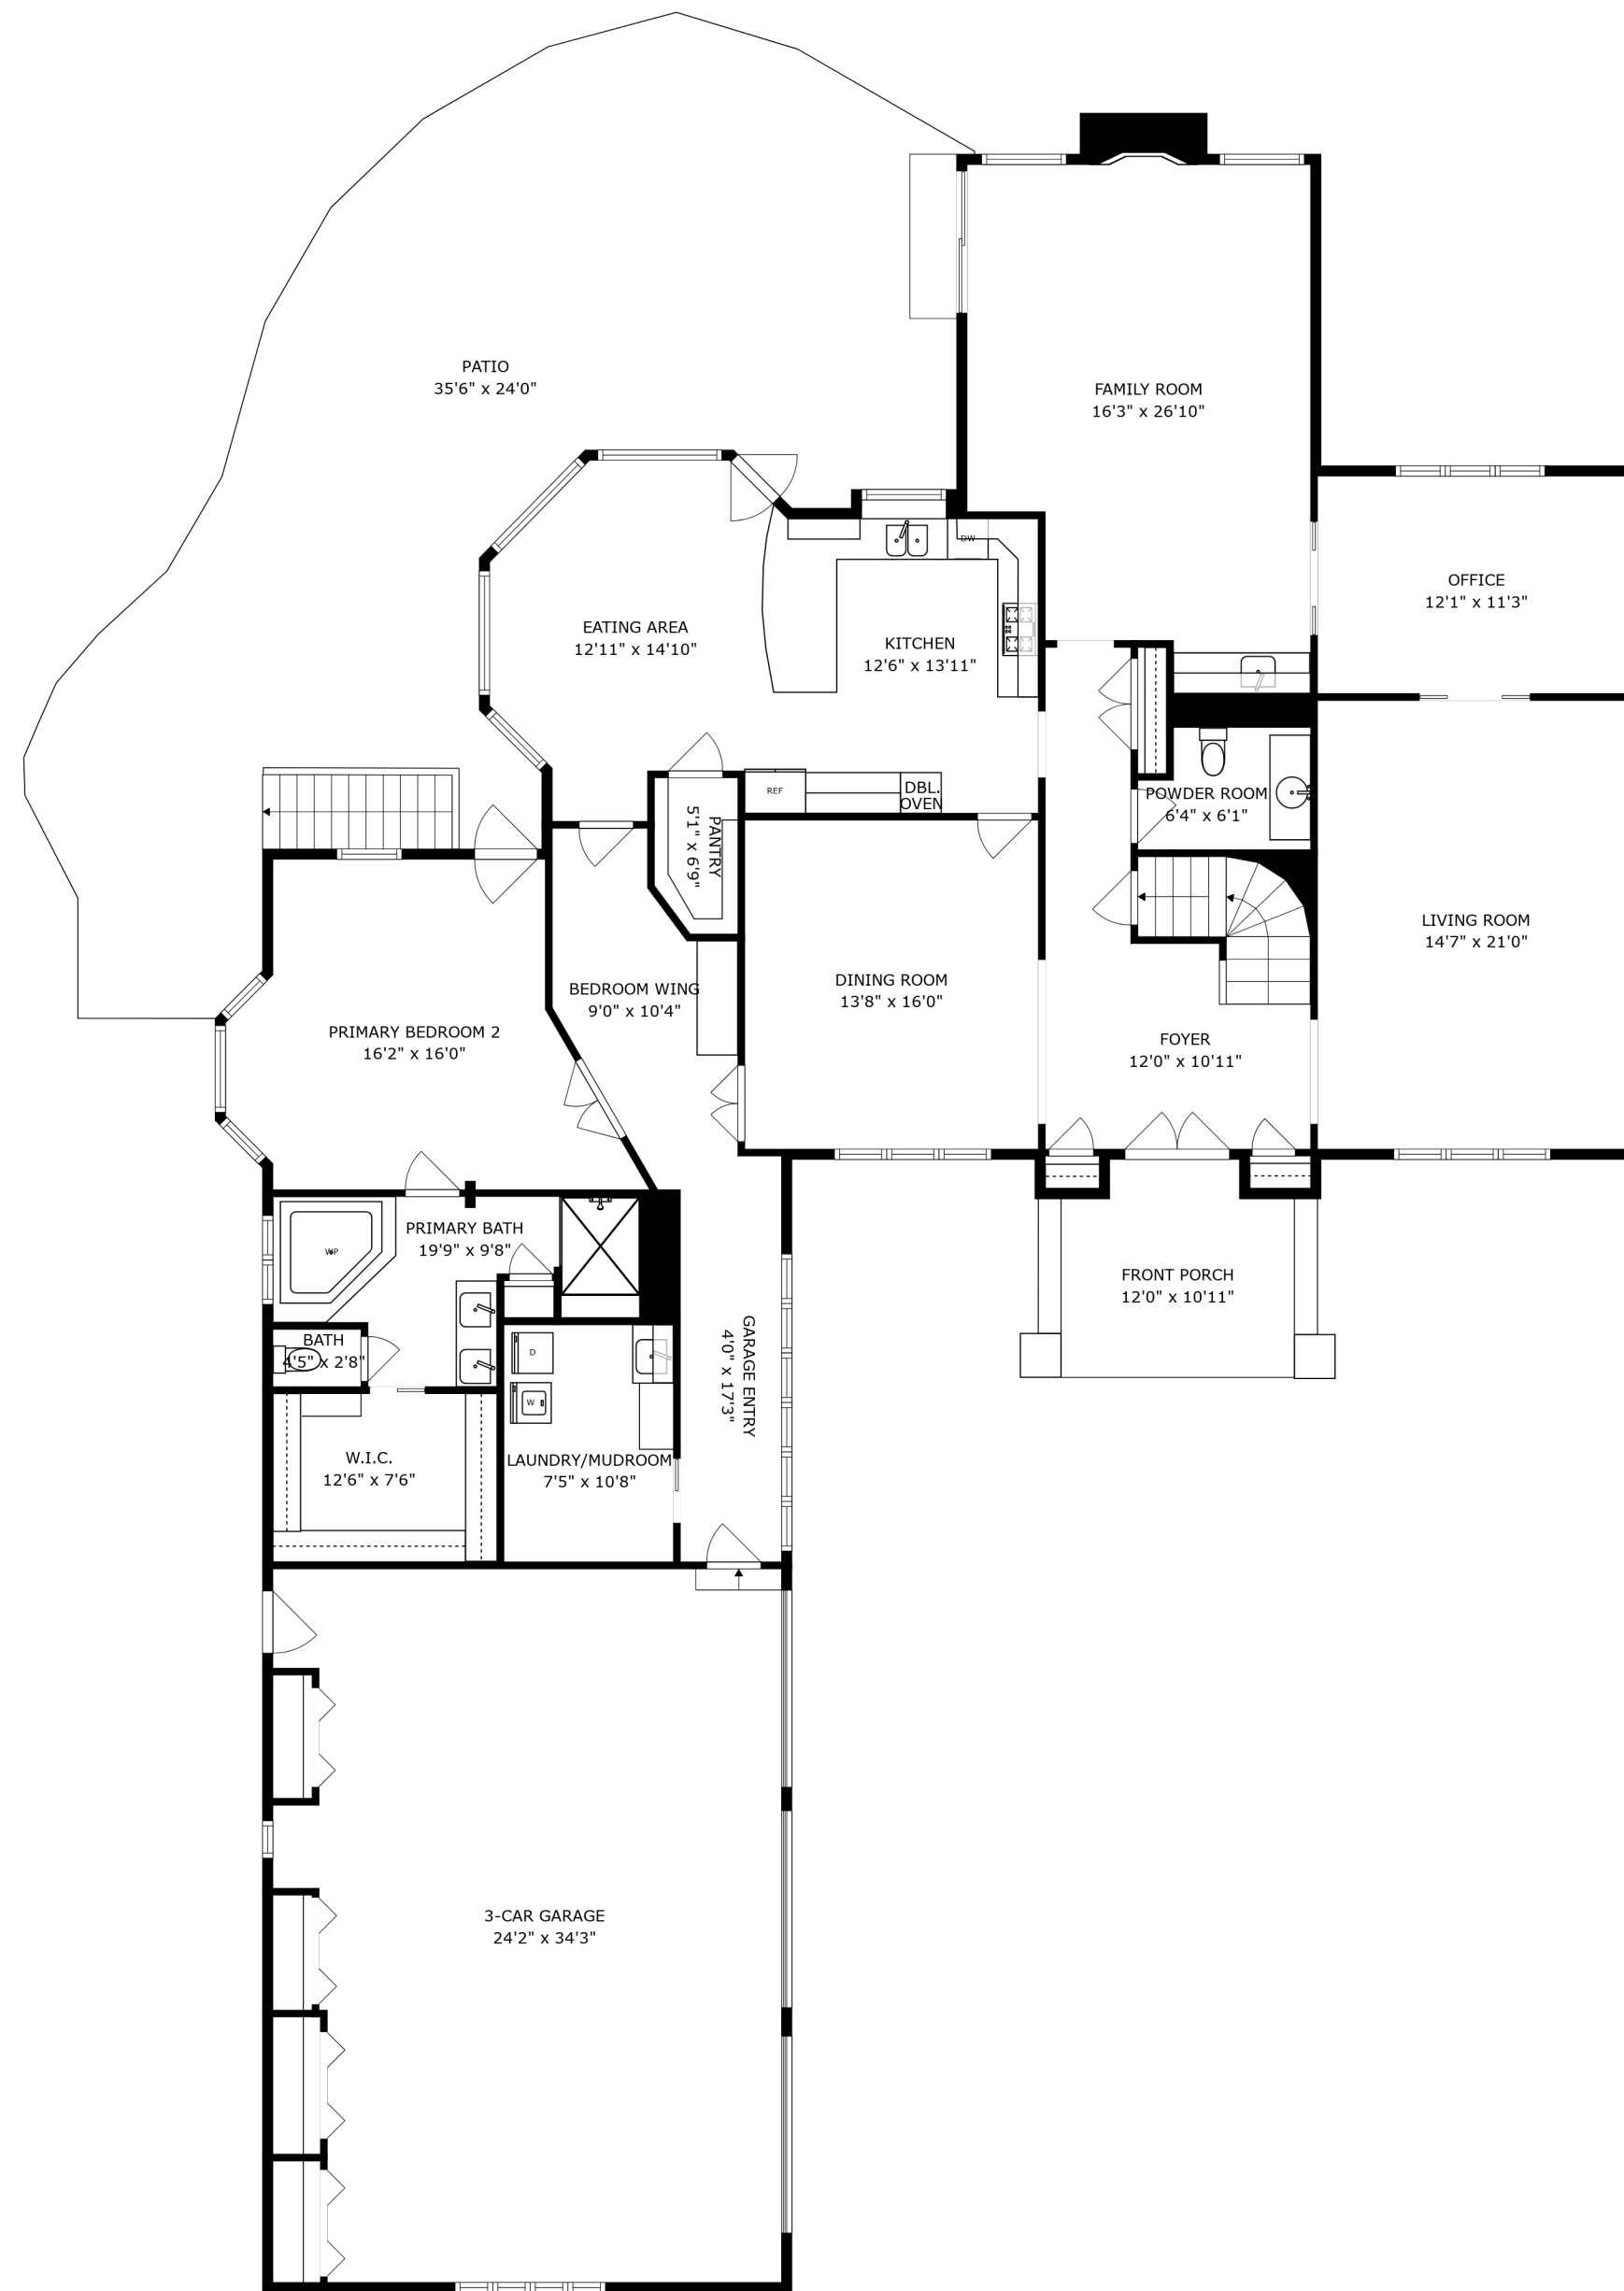 PATIO
35'6" x 24'0"
FAMILY ROOM
16'3" x 26'10"
OFFICE
12'1" x 11'3"
EATING AREA
12'11" x 14'10"
KITCHEN
12'6" x 13'11"
DW
REF
DBL.
OVEN
PANTRY
5'1" x 6'9"
POWDER ROOM
6'4" x 6'1"
LIVING ROOM
14'7" x 21'0"
BEDROOM WING
9'0" x 10'4"
DINING ROOM
13'8" x 16'0"
PRIMARY BEDROOM 2
16'2" x 16'0"
FOYER
12'0" x 10'11"
PRIMARY BATH
19'9" x 9'8"
WP
FRONT PORCH
12'0" x 10'11"
BATH
4'5" x 2'8"
D
W
GARAGE ENTRY
4'0" x 17'3"
W.I.C.
12'6" x 7'6"
LAUNDRY/MUDROOM
7'5" x 10'8"
3-CAR GARAGE
24'2" x 34'3"